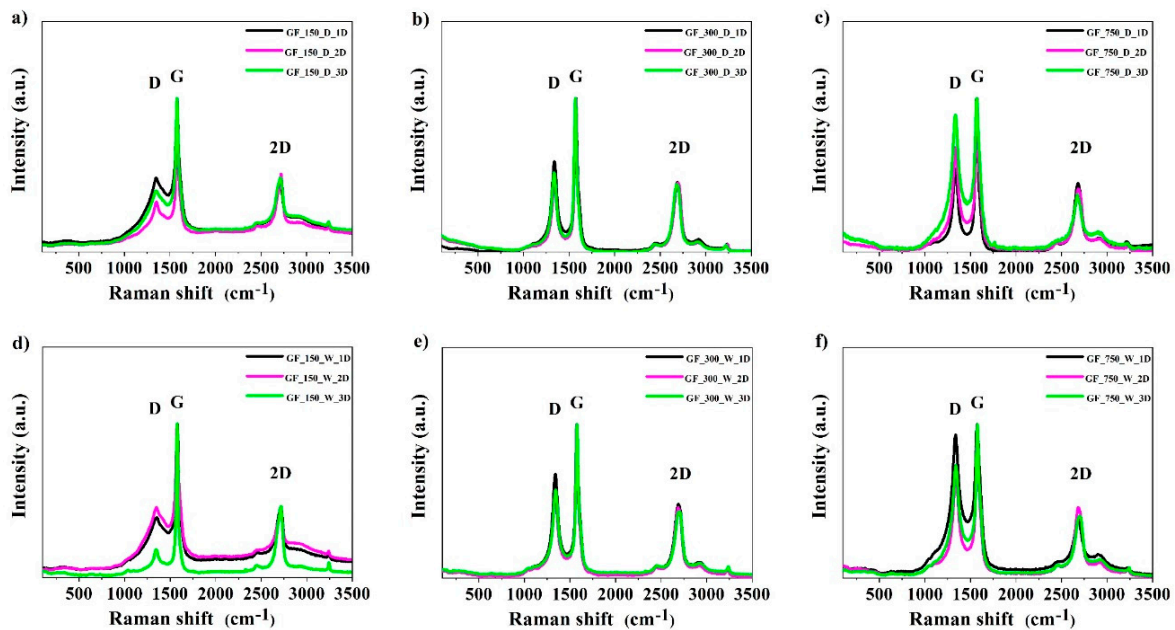 a)
GF_150_D_1D
GF_150_D_2D
GF_150_D_3D
D
G
2D
Intensity (a.u.)
500 1000 1500 2000 2500 3000 3500
Raman shift (cm-1)
b)
GF_300_D_1D
GF_300_D_2D
GF_300_D_3D
D
G
2D
Intensity (a.u.)
500 1000 1500 2000 2500 3000 3500
Raman shift (cm-1)
c)
GF_750_D_1D
GF_750_D_2D
GF_750_D_3D
D
G
2D
Intensity (a.u.)
500 1000 1500 2000 2500 3000 3500
Raman shift (cm-1)
d)
GF_150_W_1D
GF_150_W_2D
GF_150_W_3D
D
G
2D
Intensity (a.u.)
500 1000 1500 2000 2500 3000 3500
Raman shift (cm-1)
e)
GF_300_W_1D
GF_300_W_2D
GF_300_W_3D
D
G
2D
Intensity (a.u.)
500 1000 1500 2000 2500 3000 3500
Raman shift (cm-1)
f)
GF_750_W_1D
GF_750_W_2D
GF_750_W_3D
D
G
2D
Intensity (a.u.)
500 1000 1500 2000 2500 3000 3500
Raman shift (cm-1)